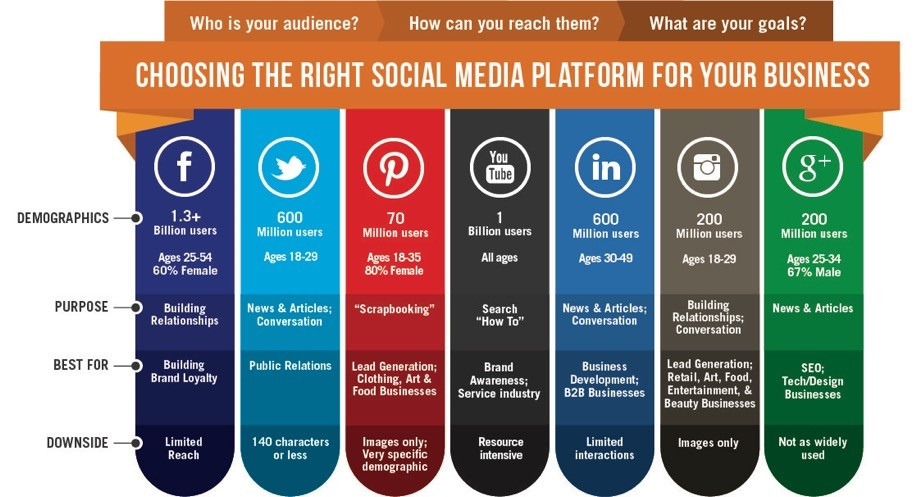 Who is your audience?
How can you reach them?
What are your goals?
CHOOSING THE RIGHT SOCIAL MEDIA PLATFORM FOR YOUR BUSINESS
f
You
Tube
in
g+
DEMOGRAPHICS
1.3+
Billion users
Ages 25-54
60% Female
600
Million users
Ages 18-29
70
Million users
Ages 18-35
80% Female
1
Billion users
All ages
600
Million users
Ages 30-49
200
Million users
Ages 18-29
200
Million users
Ages 25-34
67% Male
PURPOSE
Building
Relationships
News & Articles;
Conversation
“Scrapbooking”
Search
“How To”
News & Articles;
Conversation
Building
Relationships;
Conversation
News & Articles
BEST FOR
Building
Brand Loyalty
Public Relations
Lead Generation;
Clothing, Art &
Food Businesses
Brand
Awareness;
Service industry
Business
Development;
B2B Businesses
Lead Generation;
Retail, Art, Food,
Entertainment, &
Beauty Businesses
SEO;
Tech/Design
Businesses
DOWNSIDE
Limited
Reach
140 characters
or less
Images only;
Very specific
demographic
Resource
intensive
Limited
interactions
Images only
Not as widely
used